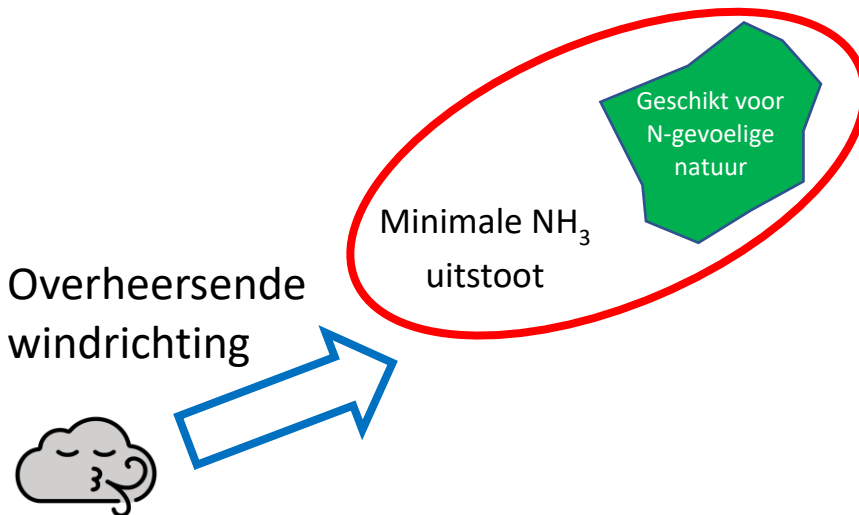 Geschikt voor
N-gevoelige
natuur
Minimale NH₃
uitstoot
Overheersende
windrichting